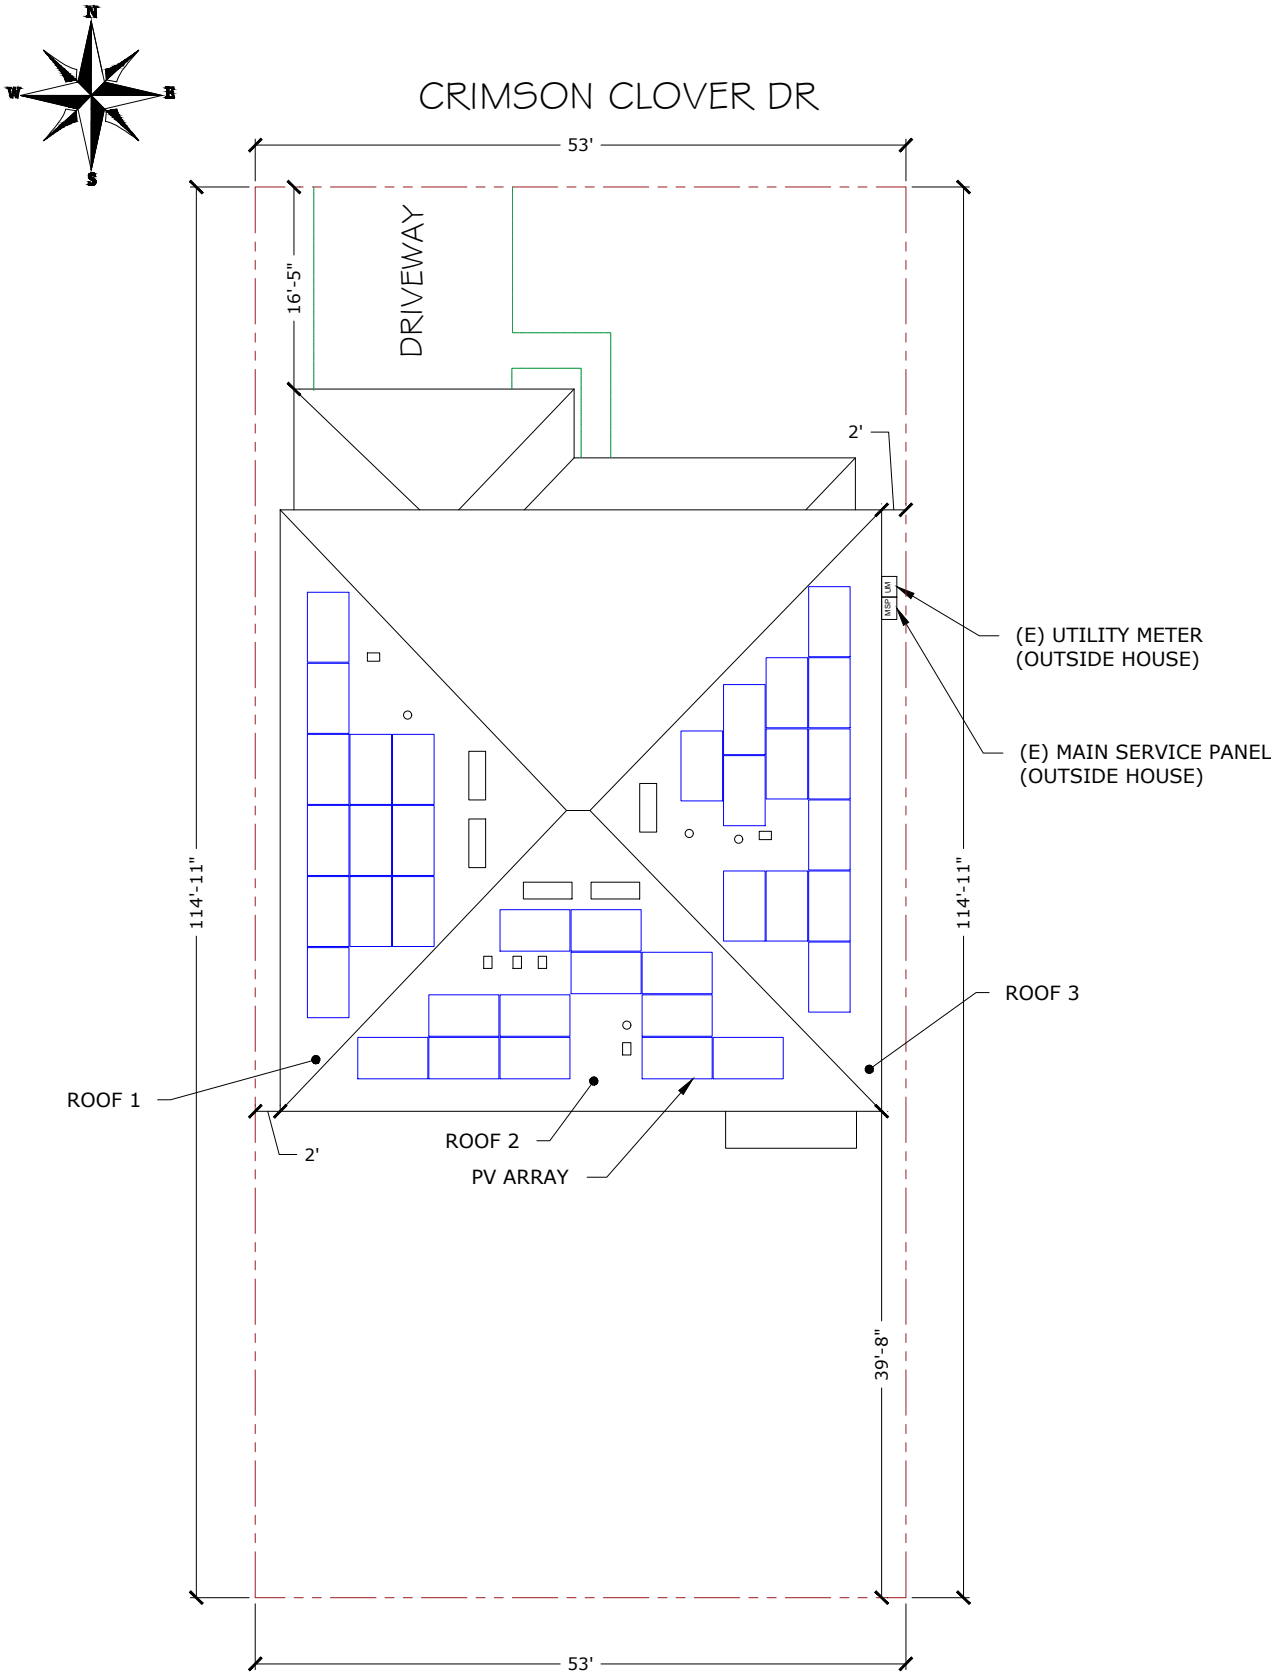 N
W
E
S
CRIMSON CLOVER DR
53'
DRIVEWAY
16'-5"
2'
UM
MSP
(E) UTILITY METER
(OUTSIDE HOUSE)
(E) MAIN SERVICE PANEL
(OUTSIDE HOUSE)
114'-11"
114'-11"
ROOF 3
ROOF 1
ROOF 2
2'
PV ARRAY
39'-8"
53'